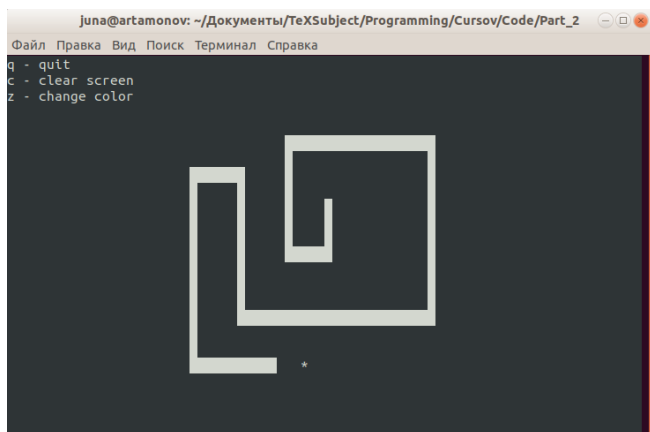 juna@artamonov: ~/Документы/TeXSubject/Programming/Cursov/Code/Part_2
Файл Правка Вид Поиск Терминал Справка
q - quit
c - clear screen
z - change color
*